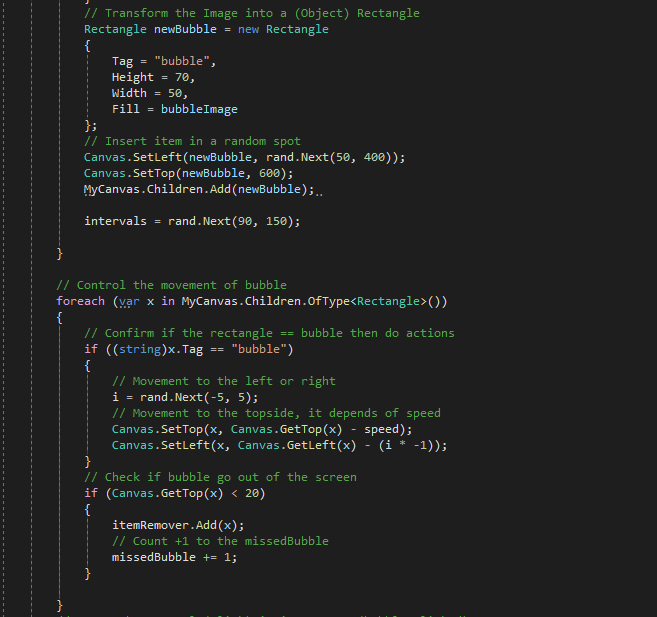 }
// Transform the Image into a (Object) Rectangle
Rectangle newBubble = new Rectangle
{
Tag = "bubble",
Height = 70,
Width = 50,
Fill = bubbleImage
};
// Insert item in a random spot
Canvas.SetLeft(newBubble, rand.Next(50, 400));
Canvas.SetTop(newBubble, 600);
MyCanvas.Children.Add(newBubble);
intervals = rand.Next(90, 150);
}
// Control the movement of bubble
foreach (var x in MyCanvas.Children.OfType<Rectangle>())
{
// Confirm if the rectangle == bubble then do actions
if ((string)x.Tag == "bubble")
{
// Movement to the left or right
i = rand.Next(-5, 5);
// Movement to the topside, it depends of speed
Canvas.SetTop(x, Canvas.GetTop(x) - speed);
Canvas.SetLeft(x, Canvas.GetLeft(x) - (i * -1));
}
// Check if bubble go out of the screen
if (Canvas.GetTop(x) < 20)
{
itemRemover.Add(x);
// Count +1 to the missedBubble
missedBubble += 1;
}
}